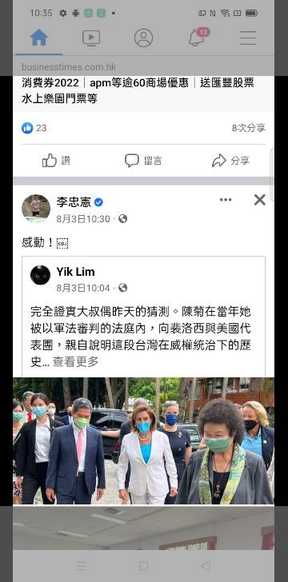 10:35
12
businesstimes.com.hk
消費券2022｜apm等逾60商場優惠｜送匯豐股票
水上樂園門票等
23
8次分享
讚
留言
分享
李忠憲
8月3日10:30
感動！￼
Yik Lim
8月3日10:04
完全證實大叔偶昨天的猜測。陳菊在當年她
被以軍法審判的法庭內，向裴洛西與美國代
表團，親自說明這段台灣在威權統治下的歷
史... 查看更多